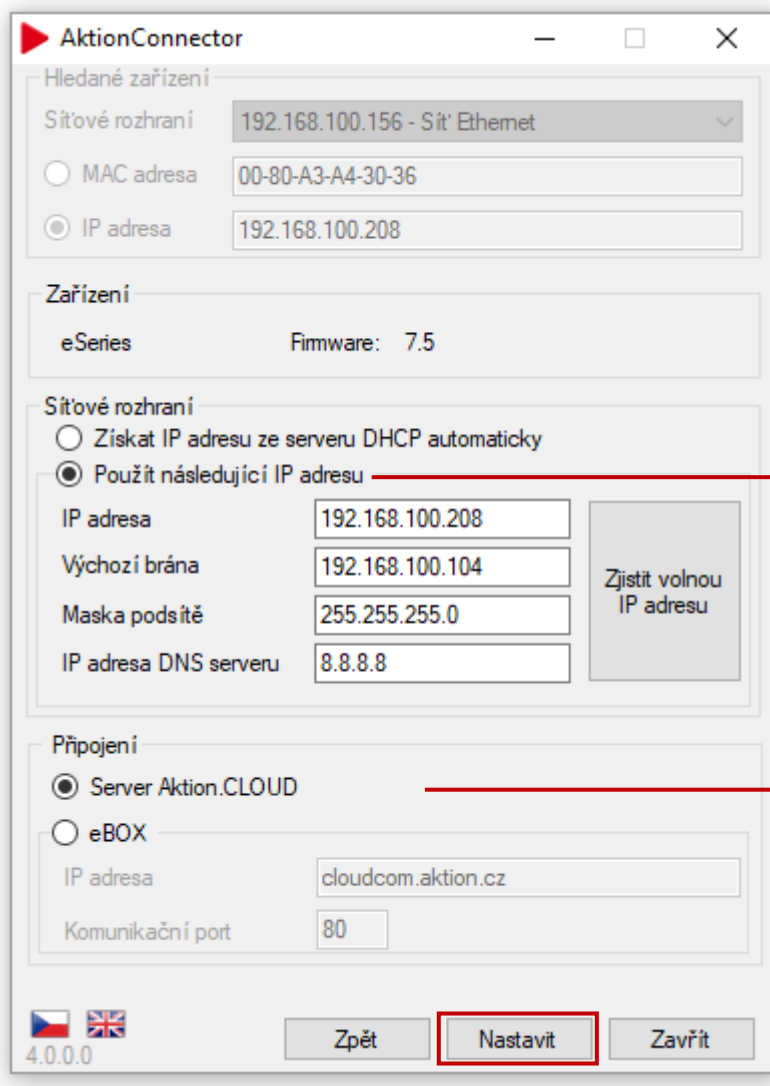 AktionConnector
Hledané zařízení
Síťové rozhraní 192.168.100.156 - Síť Ethernet
MAC adresa 00-80-A3-A4-30-36
IP adresa 192.168.100.208
Zařízení
eSeries Firmware: 7.5
Síťové rozhraní
Získat IP adresu ze serveru DHCP automaticky
Použít následující IP adresu
IP adresa 192.168.100.208
Výchozí brána 192.168.100.104
Maska podsítě 255.255.255.0
IP adresa DNS serveru 8.8.8.8
Zjistit volnou
IP adresu
Připojení
Server Aktion.CLOUD
eBOX
IP adresa cloudcom.aktion.cz
Komunikační port 80
4.0.0.0
Zpět Nastavit Zavřít